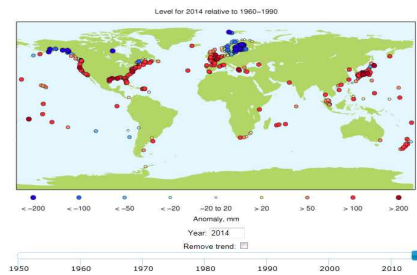 Level for 2014 relative to 1960–1990
< −200 < −100 < −50 < −20 −20 to 20 > 20 > 50 > 100 > 200
Anomaly, mm
Year: 2014
Remove trend:
1950 1960 1970 1980 1990 2000 2010